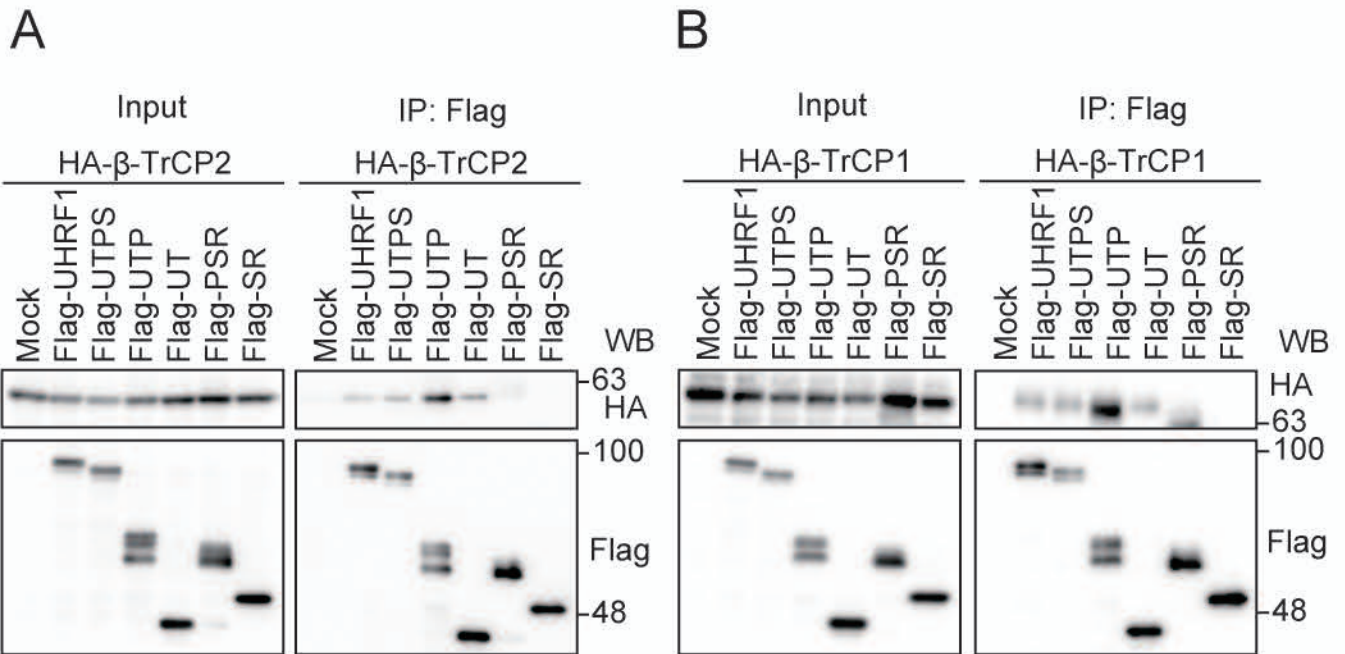 A
Input
HA-β-TrCP2
Mock
Flag-UHRF1
Flag-UTPS
Flag-UTP
Flag-UT
Flag-PSR
Flag-SR
IP: Flag
HA-β-TrCP2
Mock
Flag-UHRF1
Flag-UTPS
Flag-UTP
Flag-UT
Flag-PSR
Flag-SR
WB
63
HA
100
Flag
48
B
Input
HA-β-TrCP1
Mock
Flag-UHRF1
Flag-UTPS
Flag-UTP
Flag-UT
Flag-PSR
Flag-SR
IP: Flag
HA-β-TrCP1
Mock
Flag-UHRF1
Flag-UTPS
Flag-UTP
Flag-UT
Flag-PSR
Flag-SR
WB
HA
63
100
Flag
48